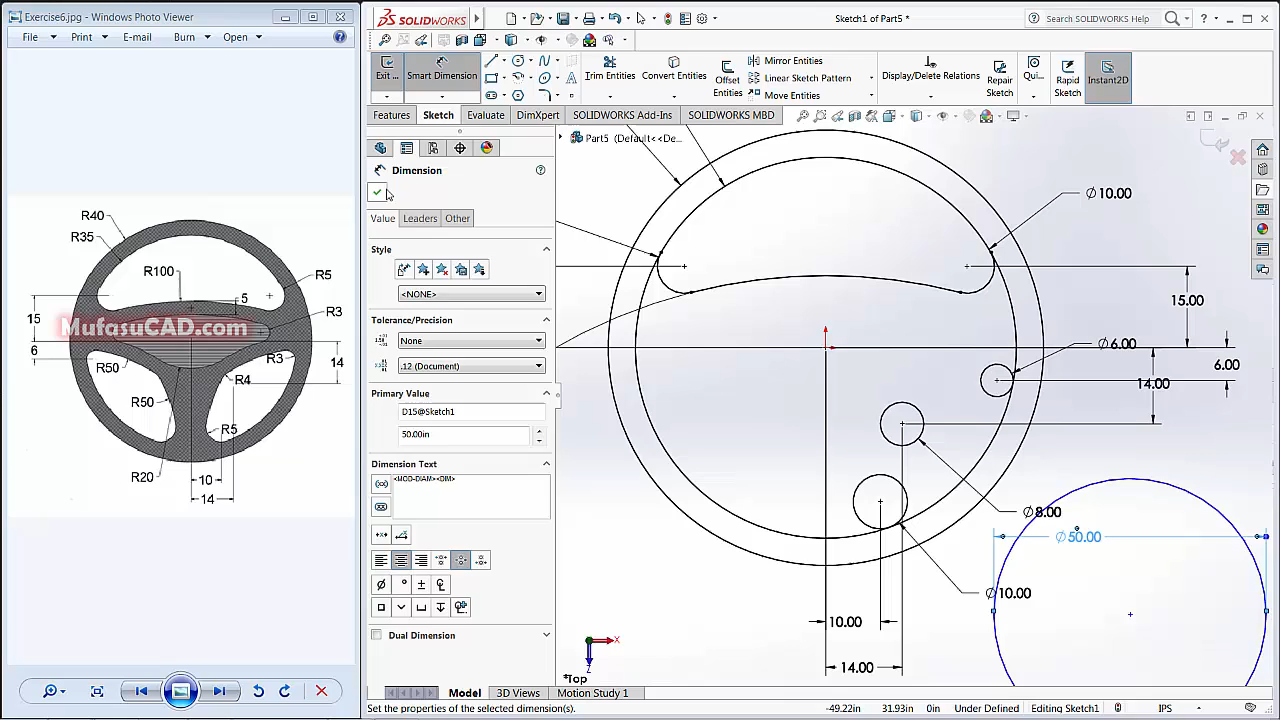 Exercise6.jpg - Windows Photo Viewer
File Print E-mail Burn Open
R40
R35
R100
5
R5
R3
15
MufasuCAD.com
6
R50
R3
14
R4
R50
R5
R20
10
14
SOLIDWORKS
Sketch1 of Part5 *
Search SOLIDWORKS Help
Exit ...
Smart Dimension
Trim Entities
Convert Entities
Offset Entities
Mirror Entities
Linear Sketch Pattern
Move Entities
Display/Delete Relations
Repair Sketch
Qui...
Rapid Sketch
Instant2D
Features Sketch Evaluate DimXpert SOLIDWORKS Add-Ins SOLIDWORKS MBD
Part5 (Default<<De...
Dimension
Value Leaders Other
Style
<NONE>
Tolerance/Precision
None
.12 (Document)
Primary Value
D15@Sketch1
50.00in
Dimension Text
<MOD-DIAM><DIM>
Dual Dimension
∅10.00
15.00
∅6.00
6.00
14.00
∅8.00
∅50.00
∅10.00
10.00
14.00
X
Z
*Top
Model 3D Views Motion Study 1
Set the properties of the selected dimension(s).
-49.22in 31.93in 0in Under Defined Editing Sketch1 IPS